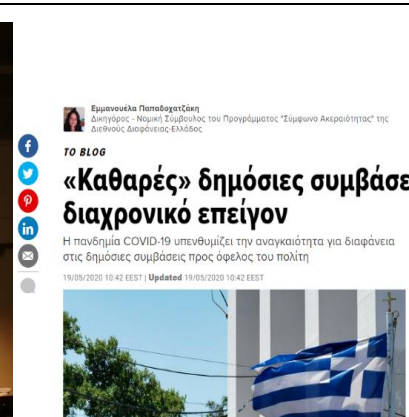 Εμμανουέλα Παπαδοχατζάκη
Δικηγόρος - Νομική Σύμβουλος του Προγράμματος "Σύμφωνο Ακεραιότητας" της
Διεθνούς Διαφάνειας-Ελλάδος
TO BLOG
«Καθαρές» δημόσιες συμβάσε
διαχρονικό επείγον
Η πανδημία COVID-19 υπενθυμίζει την αναγκαιότητα για διαφάνεια
στις δημόσιες συμβάσεις προς όφελος του πολίτη
19/05/2020 10:42 EEST | Updated 19/05/2020 10:42 EEST